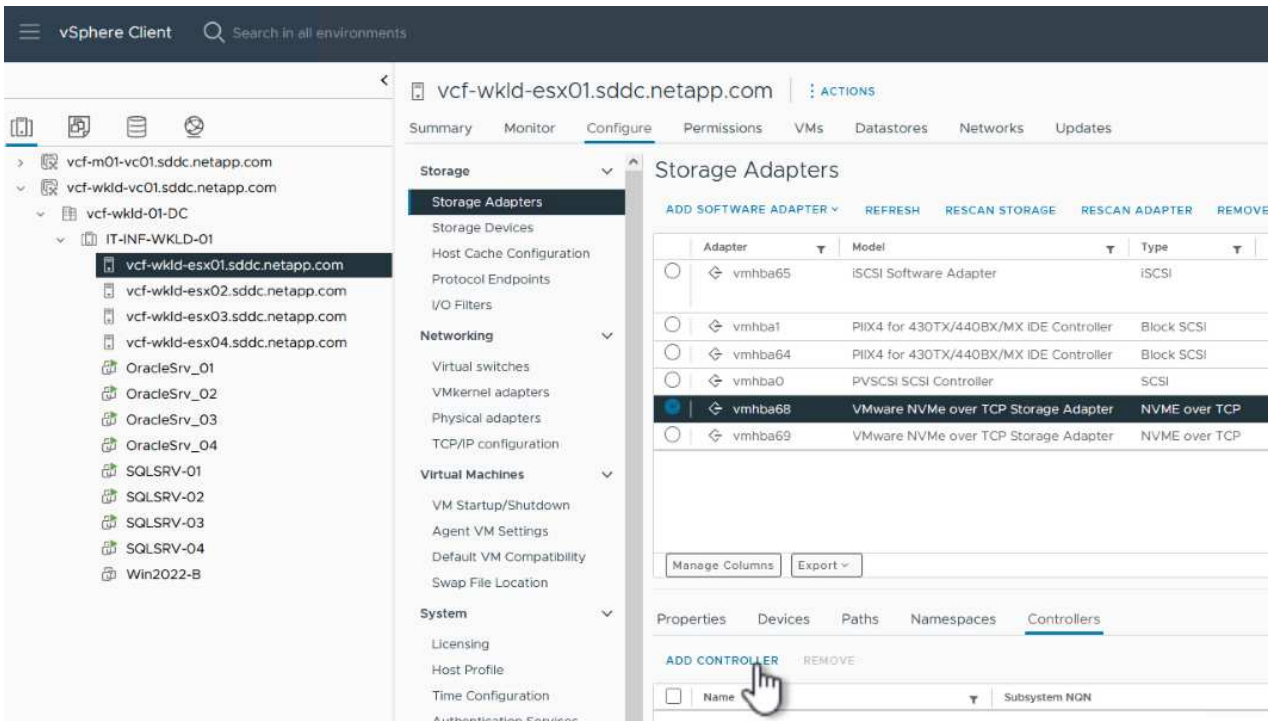 vSphere Client
Search in all environments
vcf-m01-vc01.sddc.netapp.com
vcf-wkld-vc01.sddc.netapp.com
vcf-wkld-01-DC
IT-INF-WKLD-01
vcf-wkld-esx01.sddc.netapp.com
vcf-wkld-esx02.sddc.netapp.com
vcf-wkld-esx03.sddc.netapp.com
vcf-wkld-esx04.sddc.netapp.com
OracleSrv_01
OracleSrv_02
OracleSrv_03
OracleSrv_04
SQLSRV-01
SQLSRV-02
SQLSRV-03
SQLSRV-04
Win2022-B
vcf-wkld-esx01.sddc.netapp.com ACTIONS
Summary Monitor Configure Permissions VMs Datastores Networks Updates
Storage
Storage Adapters
Storage Devices
Host Cache Configuration
Protocol Endpoints
I/O Filters
Networking
Virtual switches
VMkernel adapters
Physical adapters
TCP/IP configuration
Virtual Machines
VM Startup/Shutdown
Agent VM Settings
Default VM Compatibility
Swap File Location
System
Licensing
Host Profile
Time Configuration
Authentication Services
Storage Adapters
ADD SOFTWARE ADAPTER REFRESH RESCAN STORAGE RESCAN ADAPTER REMOVE
Adapter Model Type
vmhba65 iSCSI Software Adapter iSCSI
vmhba1 PIIX4 for 430TX/440BX/MX IDE Controller Block SCSI
vmhba64 PIIX4 for 430TX/440BX/MX IDE Controller Block SCSI
vmhba0 PVSCSI SCSI Controller SCSI
vmhba68 VMware NVMe over TCP Storage Adapter NVME over TCP
vmhba69 VMware NVMe over TCP Storage Adapter NVME over TCP
Manage Columns Export
Properties Devices Paths Namespaces Controllers
ADD CONTROLLER REMOVE
Name Subsystem NQN